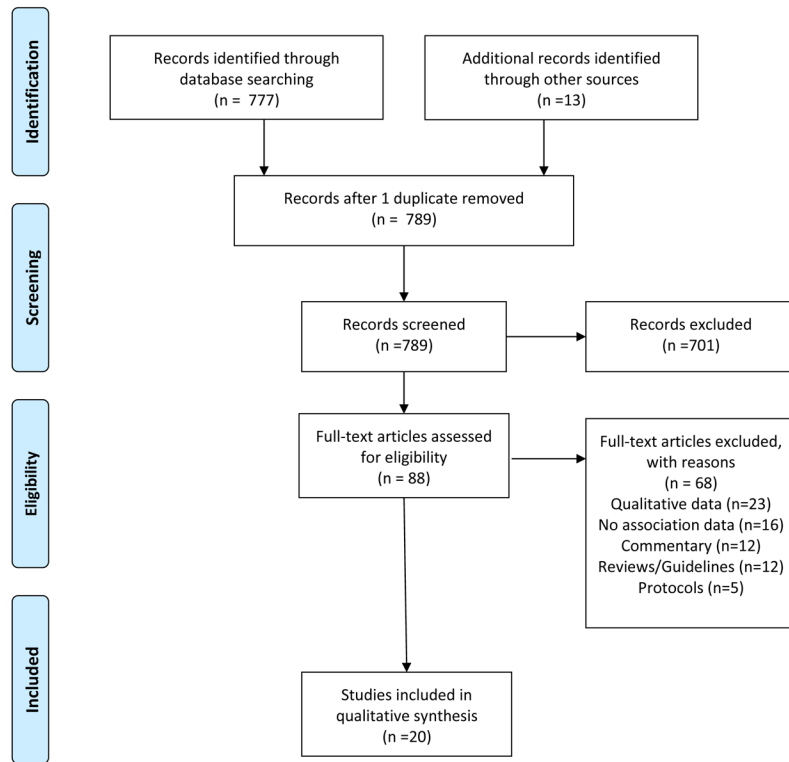 Identification
Records identified through
database searching
(n = 777)
Additional records identified
through other sources
(n =13)
Records after 1 duplicate removed
(n = 789)
Screening
Records screened
(n =789)
Records excluded
(n =701)
Eligibility
Full-text articles assessed
for eligibility
(n = 88)
Full-text articles excluded,
with reasons
(n = 68)
Qualitative data (n=23)
No association data (n=16)
Commentary (n=12)
Reviews/Guidelines (n=12)
Protocols (n=5)
Included
Studies included in
qualitative synthesis
(n =20)